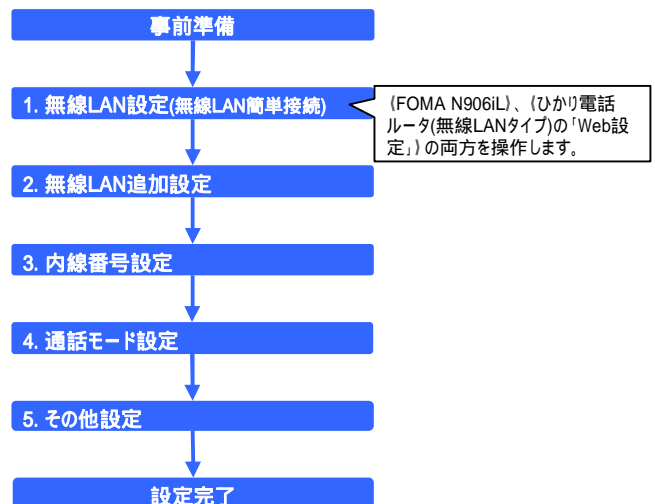 事前準備
1. 無線LAN設定(無線LAN簡単接続)
《FOMA N906iL》、《ひかり電話
ルータ(無線LANタイプ)の「Web設
定」》の両方を操作します。
2. 無線LAN追加設定
3. 内線番号設定
4. 通話モード設定
5. その他設定
設定完了